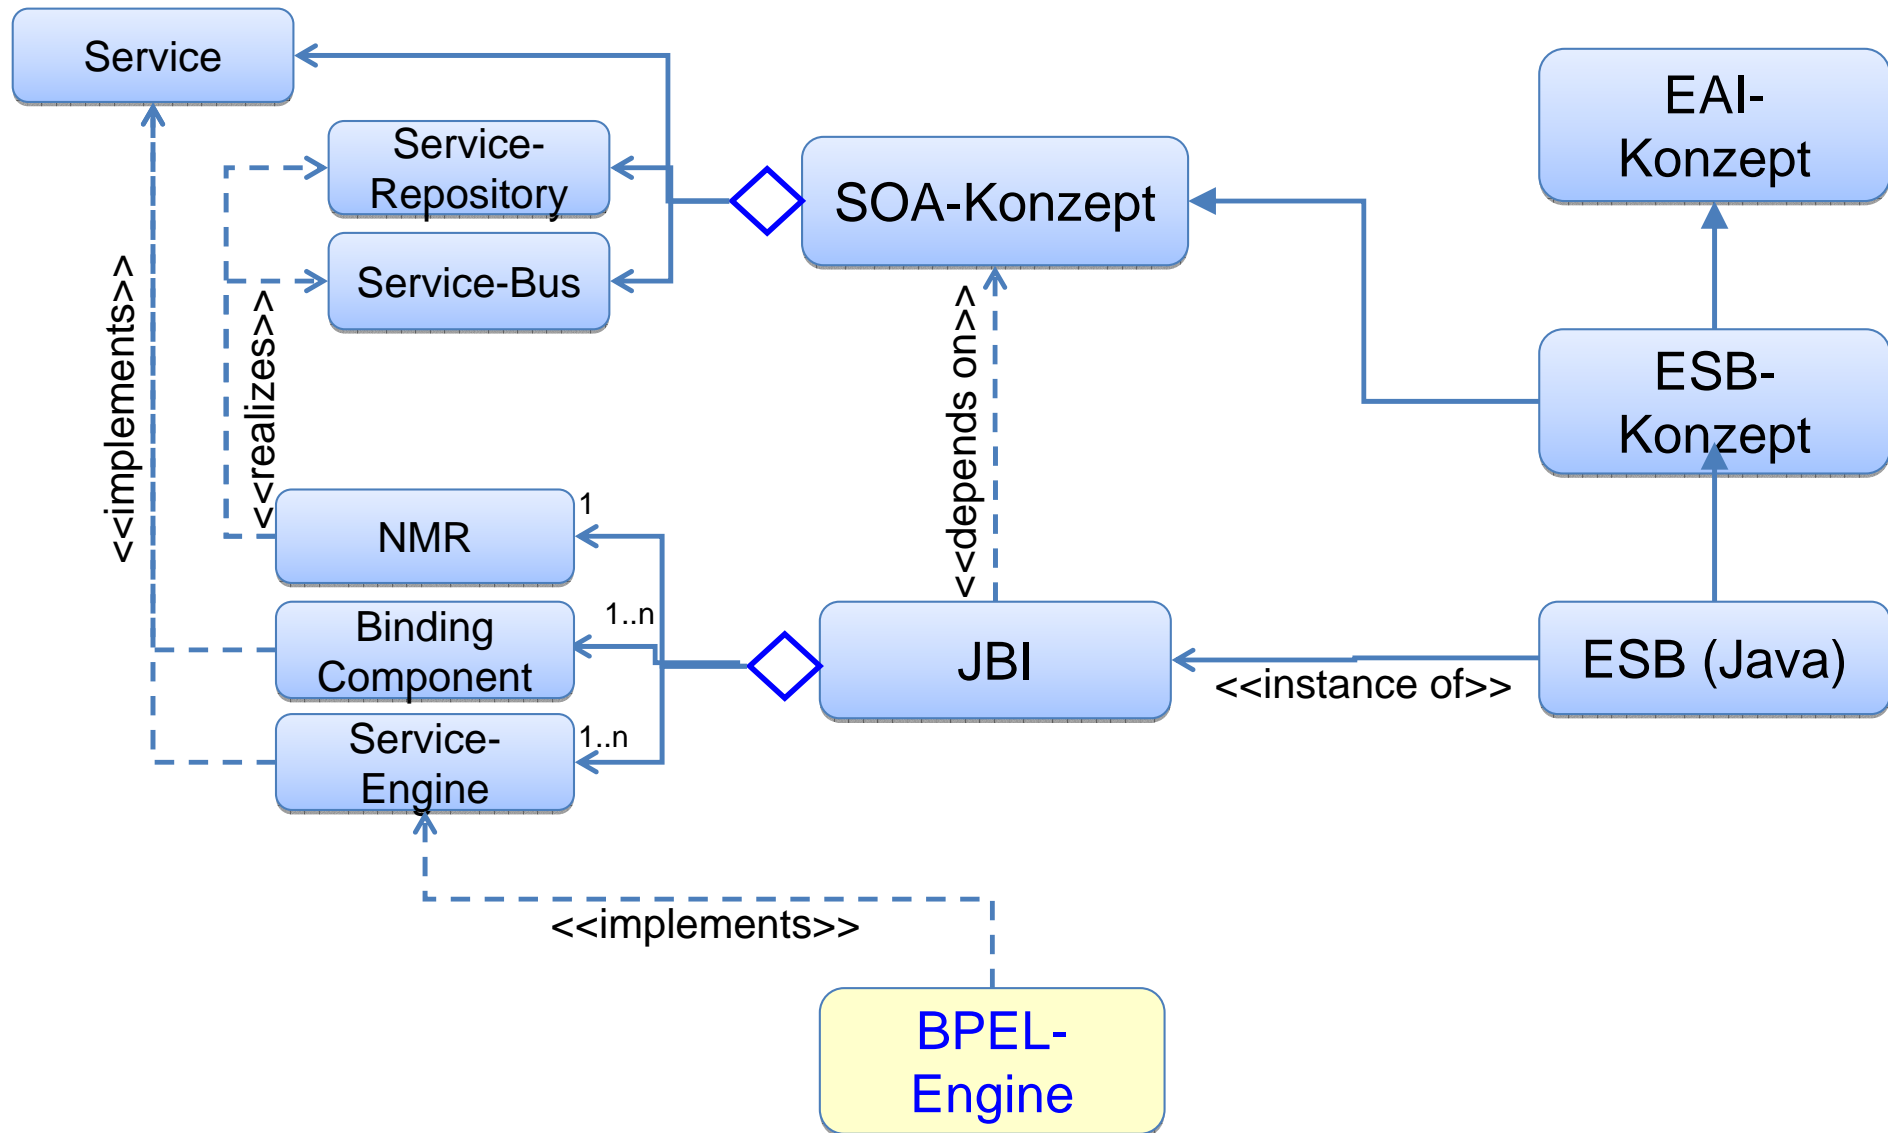 Service
EAI-
Konzept
Service-
Repository
SOA-Konzept
Service-Bus
<<implements>>
<<realizes>>
<<depends on>>
ESB-
Konzept
1
NMR
1..n
Binding
Component
JBI
<<instance of>>
ESB (Java)
1..n
Service-
Engine
<<implements>>
BPEL-
Engine